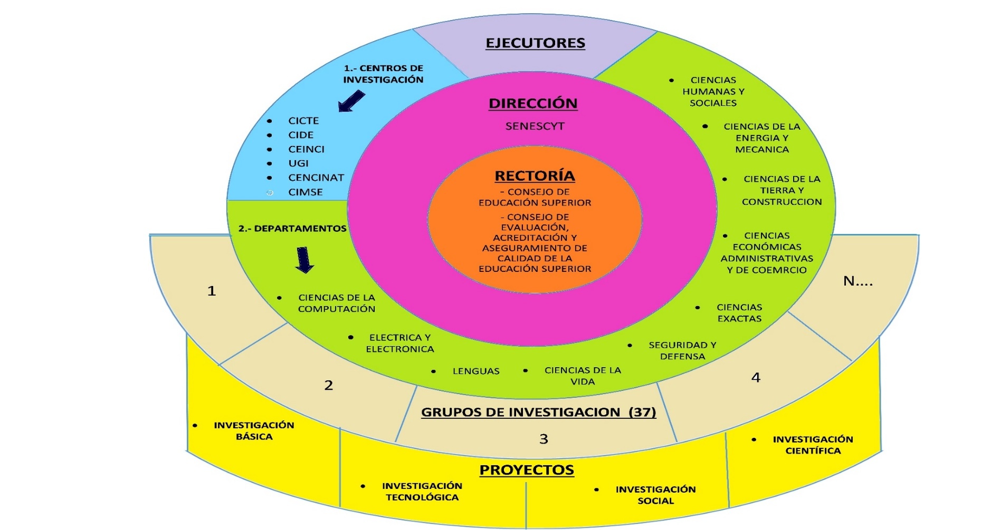 EJECUTORES
1.- CENTROS DE
INVESTIGACIÓN
• CICTE
• CIDE
• CEINCI
• UGI
• CENCINAT
○ CIMSE
2.- DEPARTAMENTOS
• CIENCIAS DE LA
COMPUTACIÓN
• ELECTRICA Y
ELECTRONICA
• LENGUAS
• CIENCIAS DE LA
VIDA
• SEGURIDAD Y
DEFENSA
• CIENCIAS
EXACTAS
• CIENCIAS
ECONÓMICAS
ADMINISTRATIVAS
Y DE COEMRCIO
• CIENCIAS DE LA
TIERRA Y
CONSTRUCCION
• CIENCIAS DE LA
ENERGIA Y
MECANICA
• CIENCIAS
HUMANAS Y
SOCIALES
DIRECCIÓN
SENESCYT
RECTORÍA
- CONSEJO DE
EDUCACIÓN SUPERIOR
- CONSEJO DE
EVALUACIÓN,
ACREDITACIÓN Y
ASEGURAMIENTO DE
CALIDAD DE LA
EDUCACIÓN SUPERIOR
1
2
GRUPOS DE INVESTIGACION (37)
3
4
N....
PROYECTOS
• INVESTIGACIÓN
BÁSICA
• INVESTIGACIÓN
TECNOLÓGICA
• INVESTIGACIÓN
SOCIAL
• INVESTIGACIÓN
CIENTÍFICA